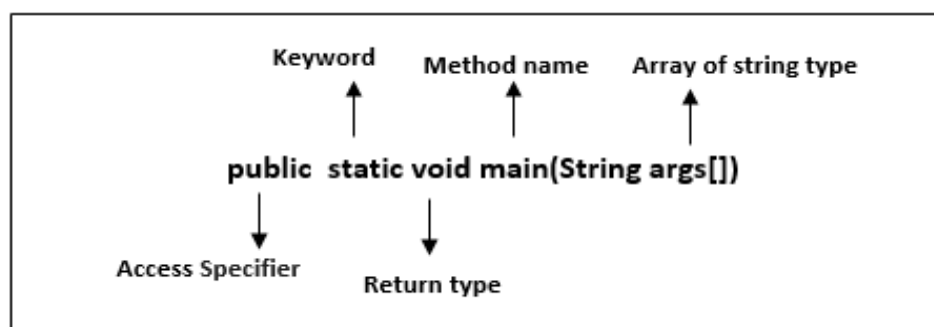 Keyword
Method name
Array of string type
public static void main(String args[])
Access Specifier
Return type